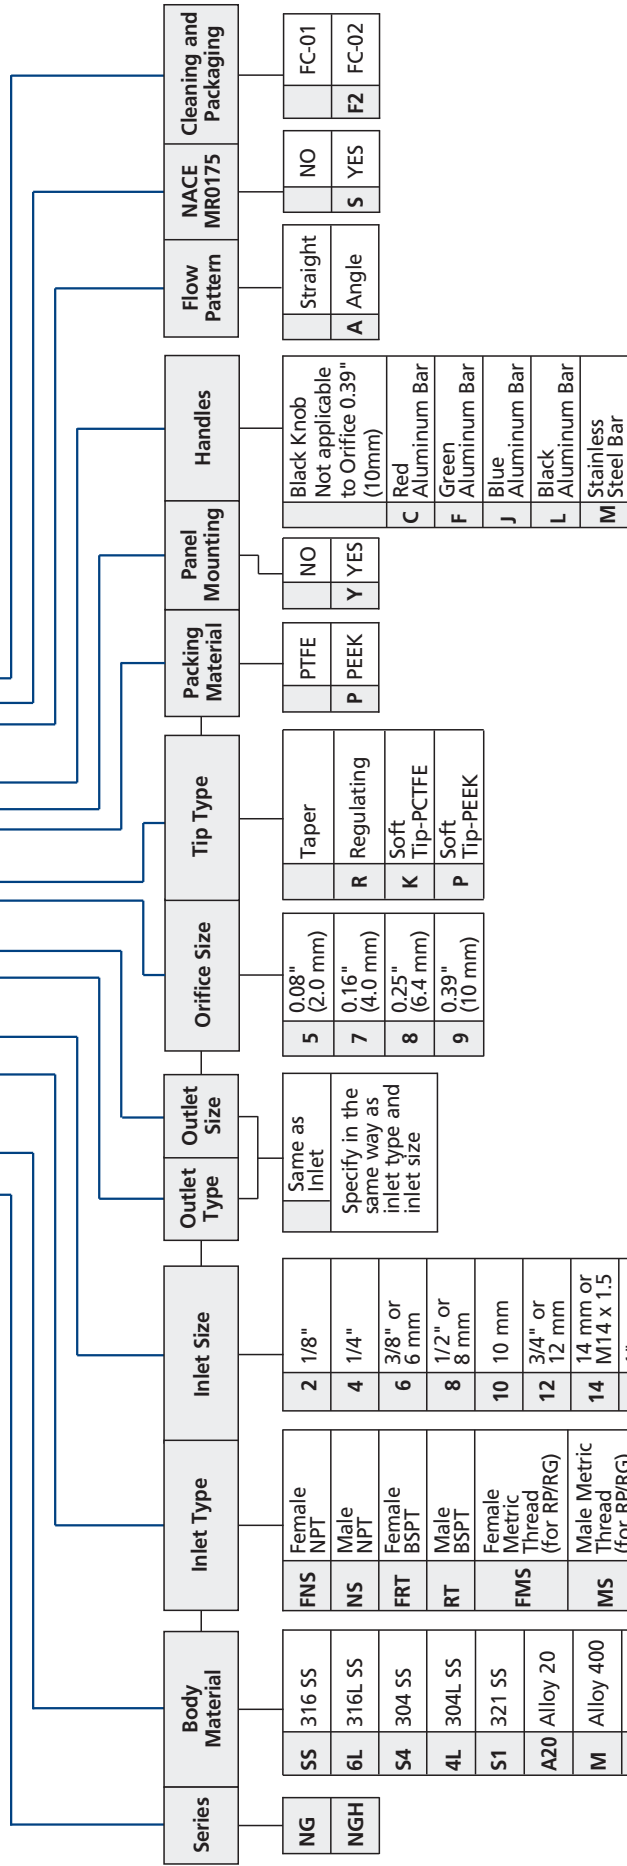 Series
NG
NGH
Body
Material
SS 316 SS
6L 316L SS
S4 304 SS
4L 304L SS
S1 321 SS
A20 Alloy 20
M Alloy 400
Inlet Type
FNS Female
NPT
NS Male
NPT
FRT Female
BSPT
RT Male
BSPT
FMS Female
Metric
Thread
(for RP/RG)
MS Male Metric
Thread
(for RP/RG)
Inlet Size
2 1/8"
4 1/4"
6 3/8" or
6 mm
8 1/2" or
8 mm
10 10 mm
12 3/4" or
12 mm
14 14 mm or
M14 x 1.5
Outlet
Type
Outlet
Size
Same as
Inlet
Specify in the
same way as
inlet type and
inlet size
Orifice Size
5 0.08"
(2.0 mm)
7 0.16"
(4.0 mm)
8 0.25"
(6.4 mm)
9 0.39"
(10 mm)
Tip Type
Taper
R Regulating
K Soft
Tip-PCTFE
P Soft
Tip-PEEK
Packing
Material
PTFE
P PEEK
Panel
Mounting
NO
Y YES
Handles
Black Knob
Not applicable
to Orifice 0.39"
(10mm)
C Red
Aluminum Bar
F Green
Aluminum Bar
J Blue
Aluminum Bar
L Black
Aluminum Bar
M Stainless
Steel Bar
Flow
Pattern
Straight
A Angle
NACE
MR0175
NO
S YES
Cleaning and
Packaging
FC-01
F2 FC-02